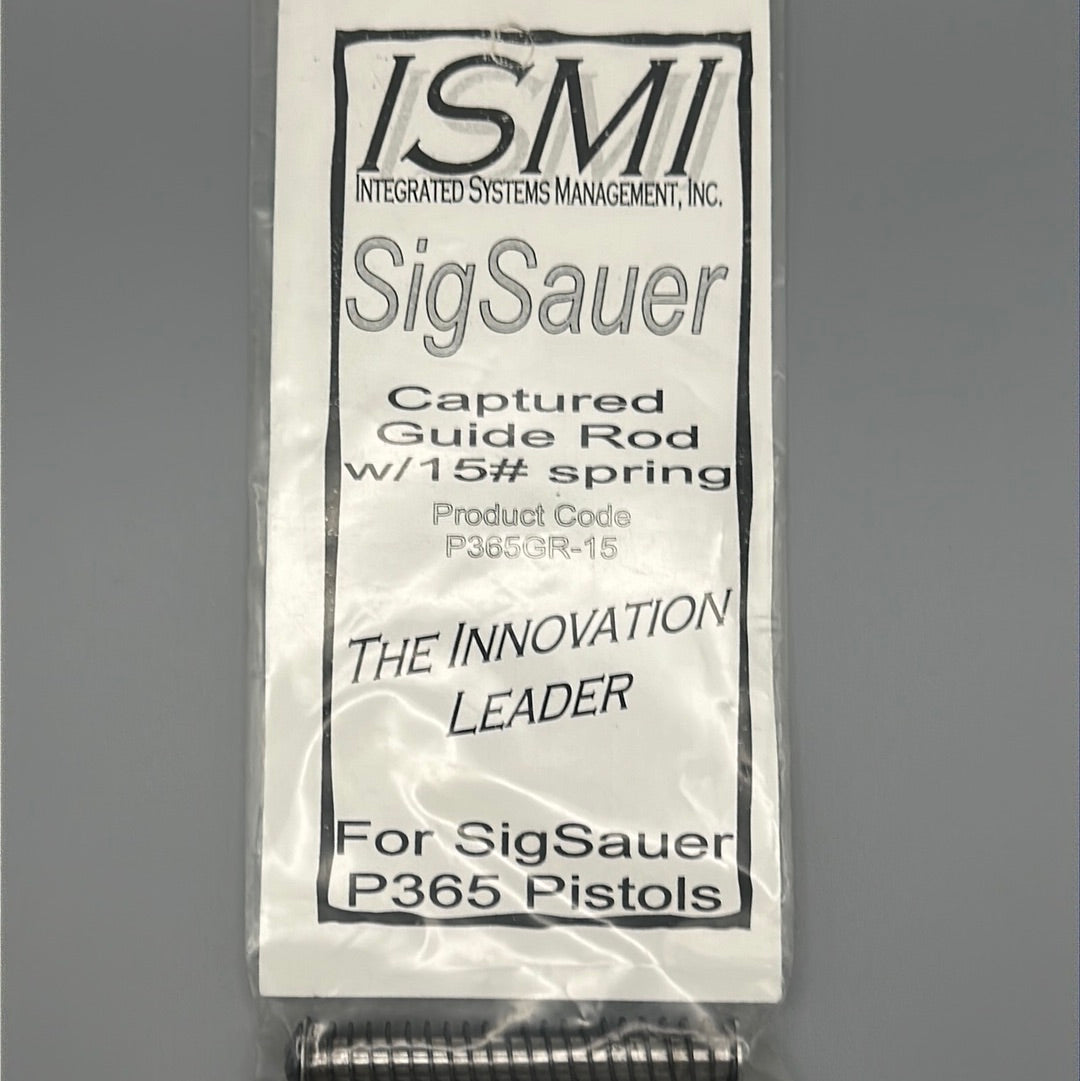 ISMI
INTEGRATED SYSTEMS MANAGEMENT, INC.
SigSauer
Captured
Guide Rod
w/15# spring
Product Code
P365GR-15
THE INNOVATION
LEADER
For SigSauer
P365 Pistols